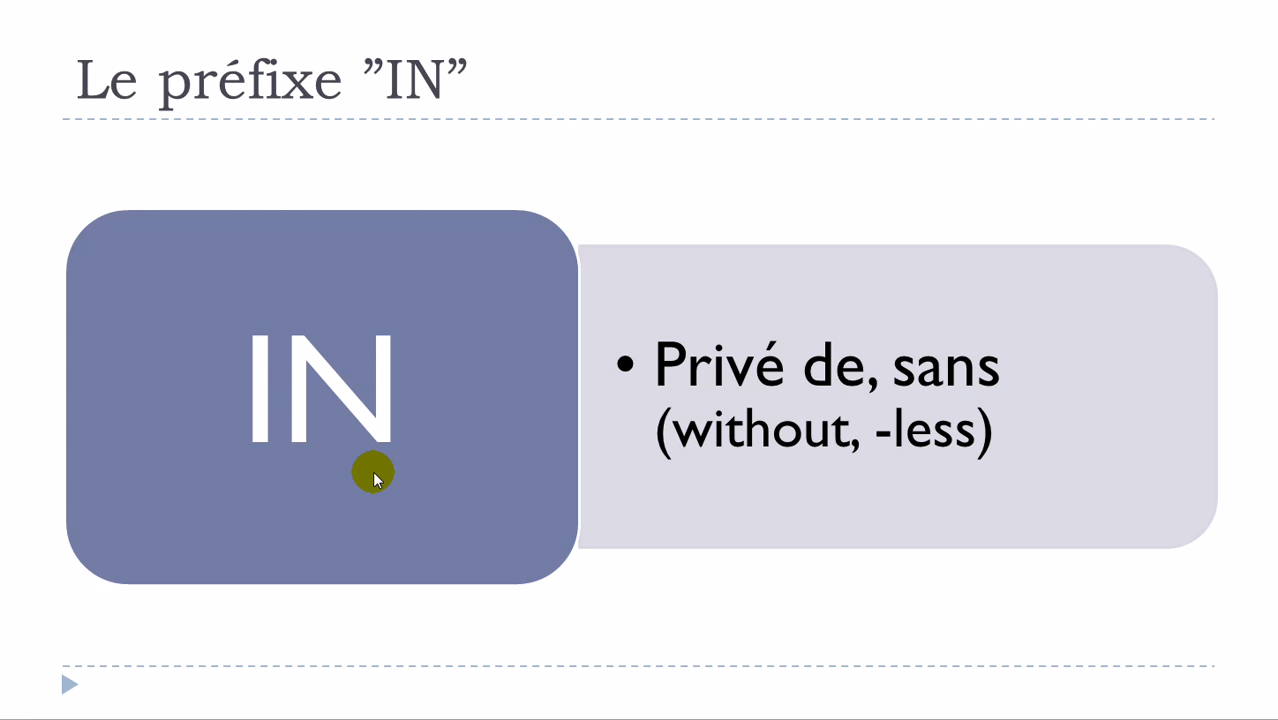 Le préfixe ”IN”
IN
• Privé de, sans
(without, -less)